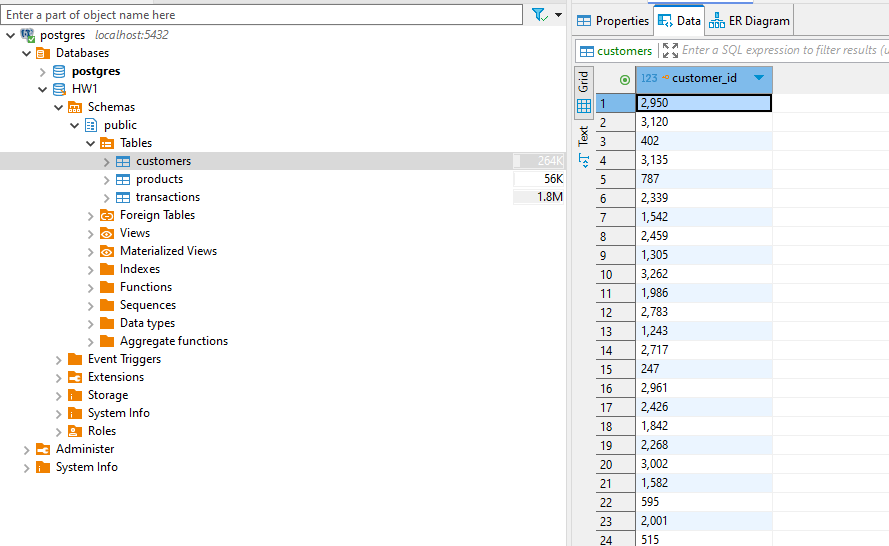 Enter a part of object name here
postgres localhost:5432
Databases
postgres
HW1
Schemas
public
Tables
customers 264K
products 56K
transactions 1.8M
Foreign Tables
Views
Materialized Views
Indexes
Functions
Sequences
Data types
Aggregate functions
Event Triggers
Extensions
Storage
System Info
Roles
Administer
System Info
Properties Data ER Diagram
customers Enter a SQL expression to filter results (u
Grid
Text
123 customer_id
1 2,950
2 3,120
3 402
4 3,135
5 787
6 2,339
7 1,542
8 2,459
9 1,305
10 3,262
11 1,986
12 2,783
13 1,243
14 2,717
15 247
16 2,961
17 2,426
18 1,842
19 2,268
20 3,002
21 1,582
22 595
23 2,001
24 515